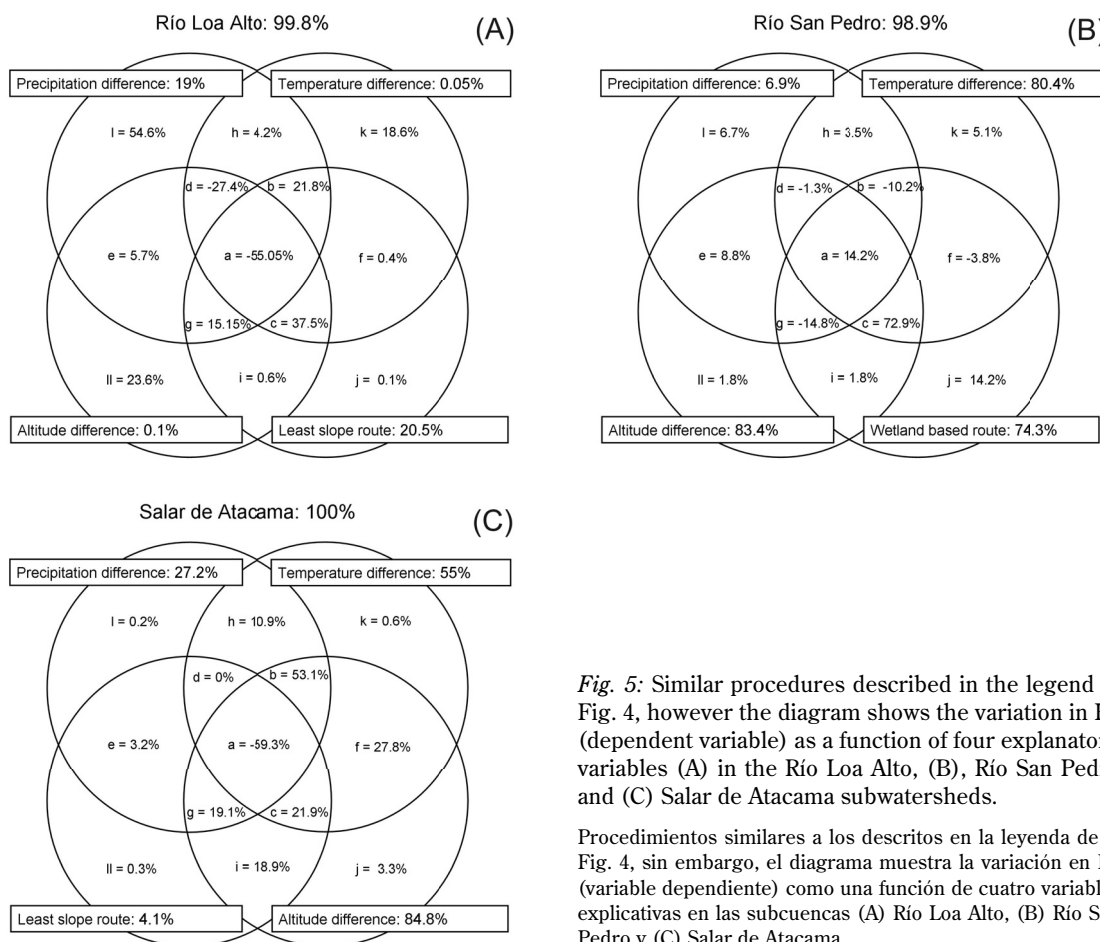 Río Loa Alto: 99.8%
(A)
Precipitation difference: 19%
Temperature difference: 0.05%
l = 54.6%
h = 4.2%
k = 18.6%
d = -27.4%
b = 21.8%
e = 5.7%
a = -55.05%
f = 0.4%
g = 15.15%
c = 37.5%
ll = 23.6%
i = 0.6%
j = 0.1%
Altitude difference: 0.1%
Least slope route: 20.5%
Río San Pedro: 98.9%
(B)
Precipitation difference: 6.9%
Temperature difference: 80.4%
l = 6.7%
h = 3.5%
k = 5.1%
d = -1.3%
b = -10.2%
e = 8.8%
a = 14.2%
f = -3.8%
g = -14.8%
c = 72.9%
ll = 1.8%
i = 1.8%
j = 14.2%
Altitude difference: 83.4%
Wetland based route: 74.3%
Salar de Atacama: 100%
(C)
Precipitation difference: 27.2%
Temperature difference: 55%
l = 0.2%
h = 10.9%
k = 0.6%
d = 0%
b = 53.1%
e = 3.2%
a = -59.3%
f = 27.8%
g = 19.1%
c = 21.9%
ll = 0.3%
i = 18.9%
j = 3.3%
Least slope route: 4.1%
Altitude difference: 84.8%
Fig. 5: Similar procedures described in the legend
Fig. 4, however the diagram shows the variation in
(dependent variable) as a function of four explanator
variables (A) in the Río Loa Alto, (B), Río San Pedr
and (C) Salar de Atacama subwatersheds.
Procedimientos similares a los descritos en la leyenda de
Fig. 4, sin embargo, el diagrama muestra la variación en
(variable dependiente) como una función de cuatro variabl
explicativas en las subcuencas (A) Río Loa Alto, (B) Río S
Pedro y (C) Salar de Atacama.